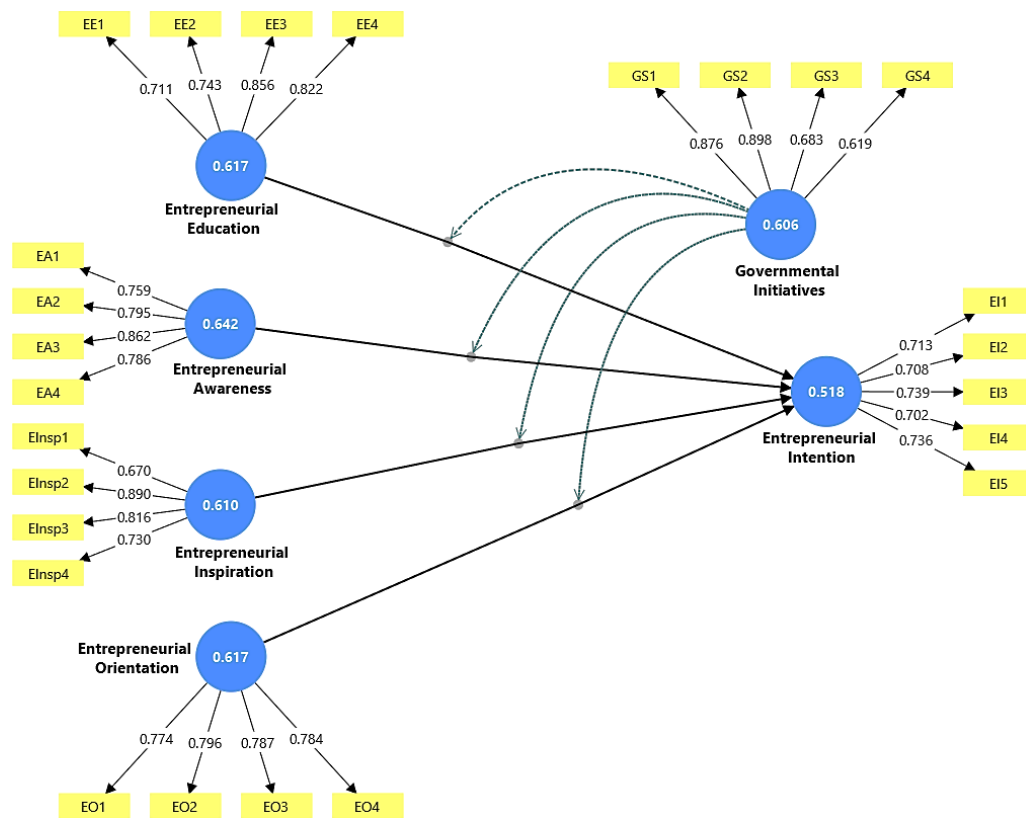 EE1 EE2 EE3 EE4
0.711 0.743 0.856 0.822
0.617
Entrepreneurial
Education
GS1 GS2 GS3 GS4
0.876 0.898 0.683 0.619
0.606
Governmental
Initiatives
EA1
EA2
EA3
EA4
0.759
0.795
0.862
0.786
0.642
Entrepreneurial
Awareness
EInsp1
EInsp2
EInsp3
EInsp4
0.670
0.890
0.816
0.730
0.610
Entrepreneurial
Inspiration
0.518
Entrepreneurial
Intention
0.713
0.708
0.739
0.702
0.736
EI1
EI2
EI3
EI4
EI5
Entrepreneurial
Orientation
0.617
0.774 0.796 0.787 0.784
EO1 EO2 EO3 EO4